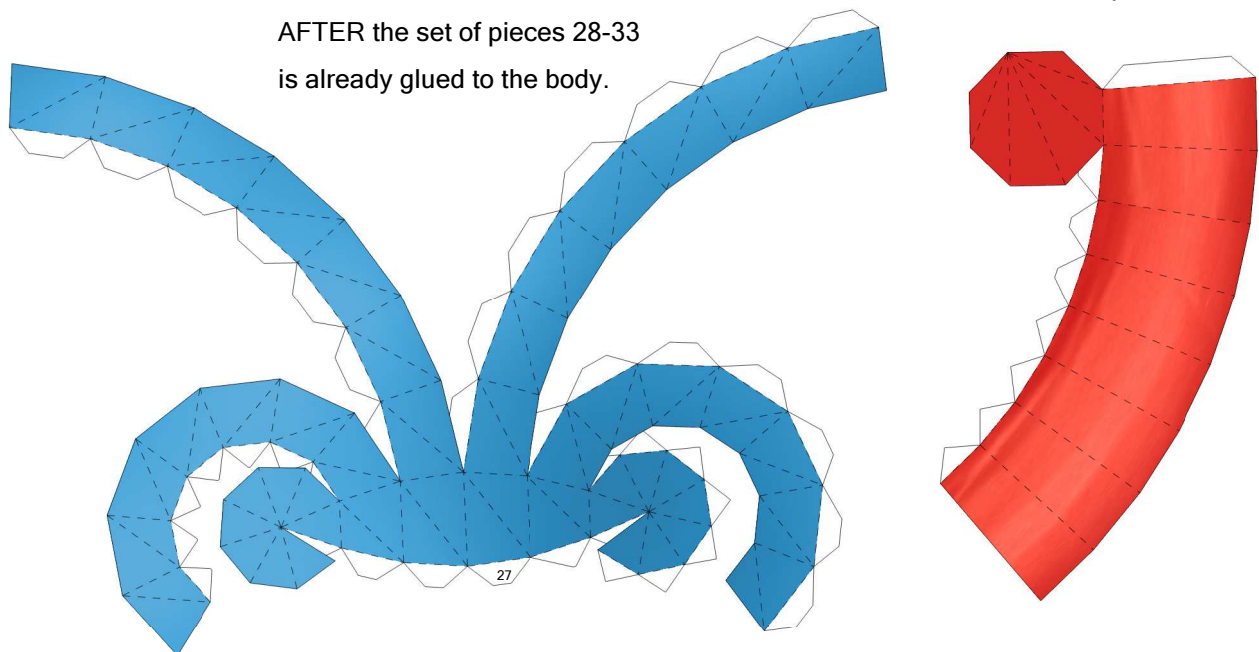 AFTER the set of pieces 28-33
is already glued to the body.
27